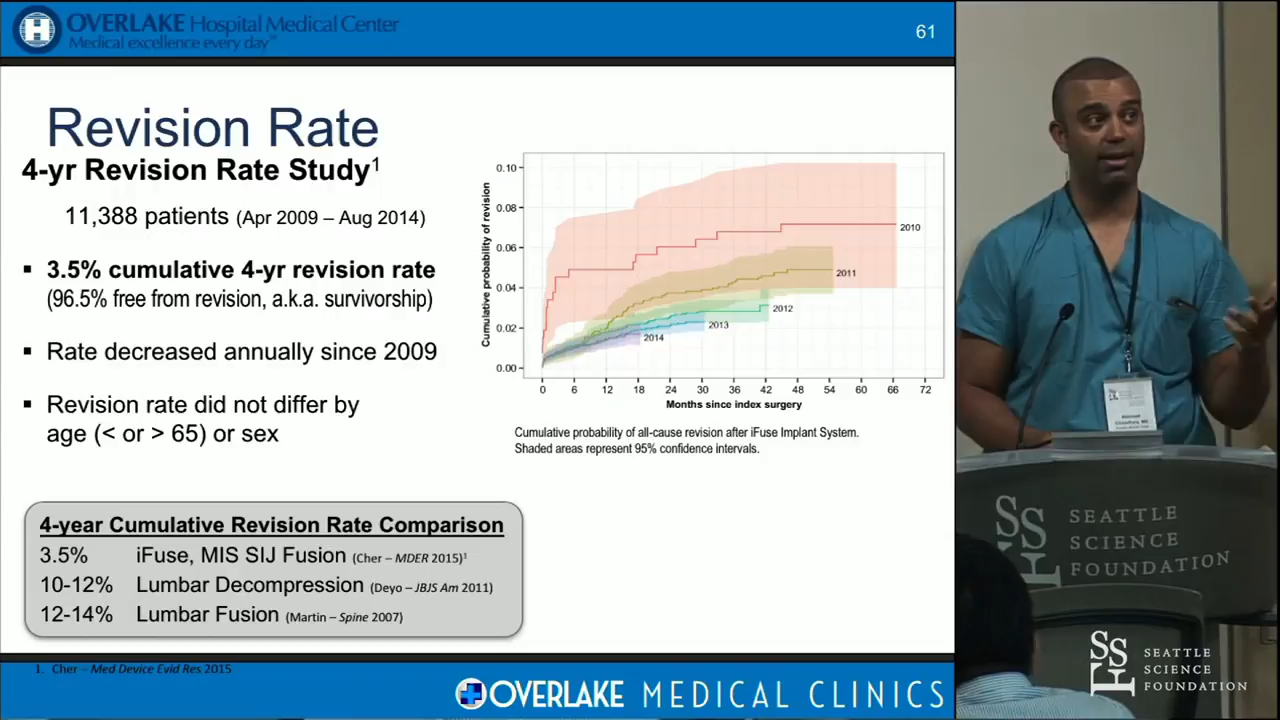 OVERLAKE Hospital Medical Center
Medical excellence every day℠
61
Revision Rate
4-yr Revision Rate Study1
11,388 patients (Apr 2009 – Aug 2014)
▪ 3.5% cumulative 4-yr revision rate
(96.5% free from revision, a.k.a. survivorship)
▪ Rate decreased annually since 2009
▪ Revision rate did not differ by
age (< or > 65) or sex
Cumulative probability of revision
0.10
0.08
0.06
0.04
0.02
0.00
2010
2011
2012
2013
2014
0 6 12 18 24 30 36 42 48 54 60 66 72
Months since index surgery
Cumulative probability of all-cause revision after iFuse Implant System.
Shaded areas represent 95% confidence intervals.
4-year Cumulative Revision Rate Comparison
3.5% iFuse, MIS SIJ Fusion (Cher – MDER 2015)1
10-12% Lumbar Decompression (Deyo – JBJS Am 2011)
12-14% Lumbar Fusion (Martin – Spine 2007)
1. Cher – Med Device Evid Res 2015
OVERLAKE MEDICAL CLINICS
SSF
SEATTLE
SCIENCE
FOUNDATION
SSF
SEATTLE
SCIENCE
FOUNDATION